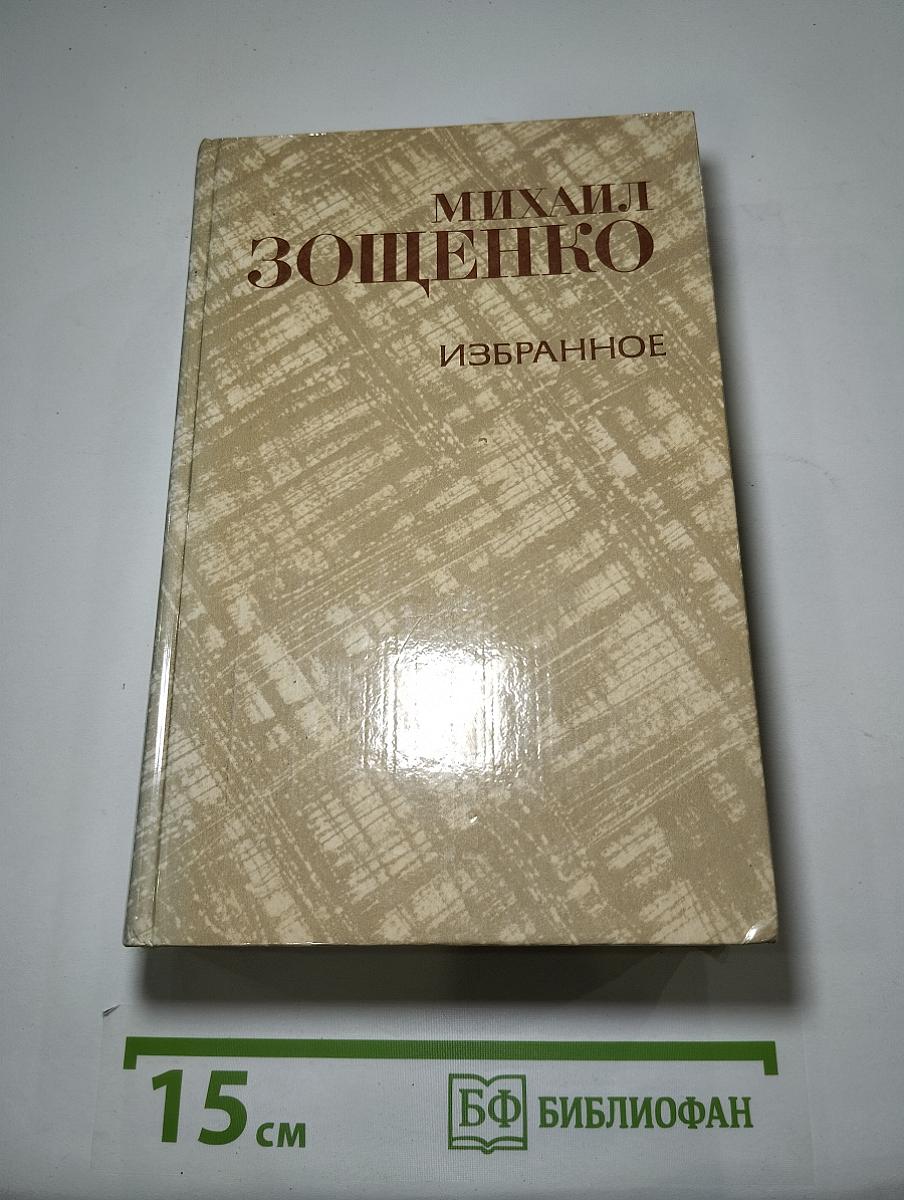 МИХАИЛ
ЗОЩЕНКО
ИЗБРАННОЕ
15 см
БФ БИБЛИОФАН